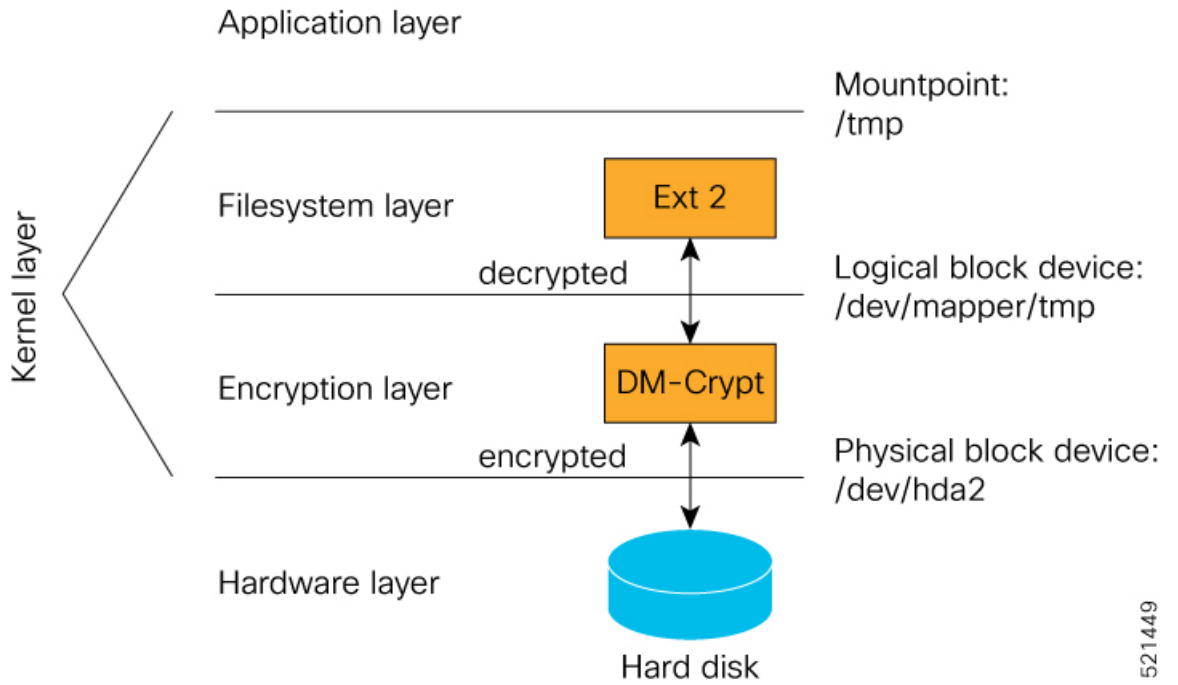 Application layer
Mountpoint:
/tmp
Kernel layer
Filesystem layer
Ext 2
decrypted
Logical block device:
/dev/mapper/tmp
Encryption layer
DM-Crypt
encrypted
Physical block device:
/dev/hda2
Hardware layer
Hard disk
521449